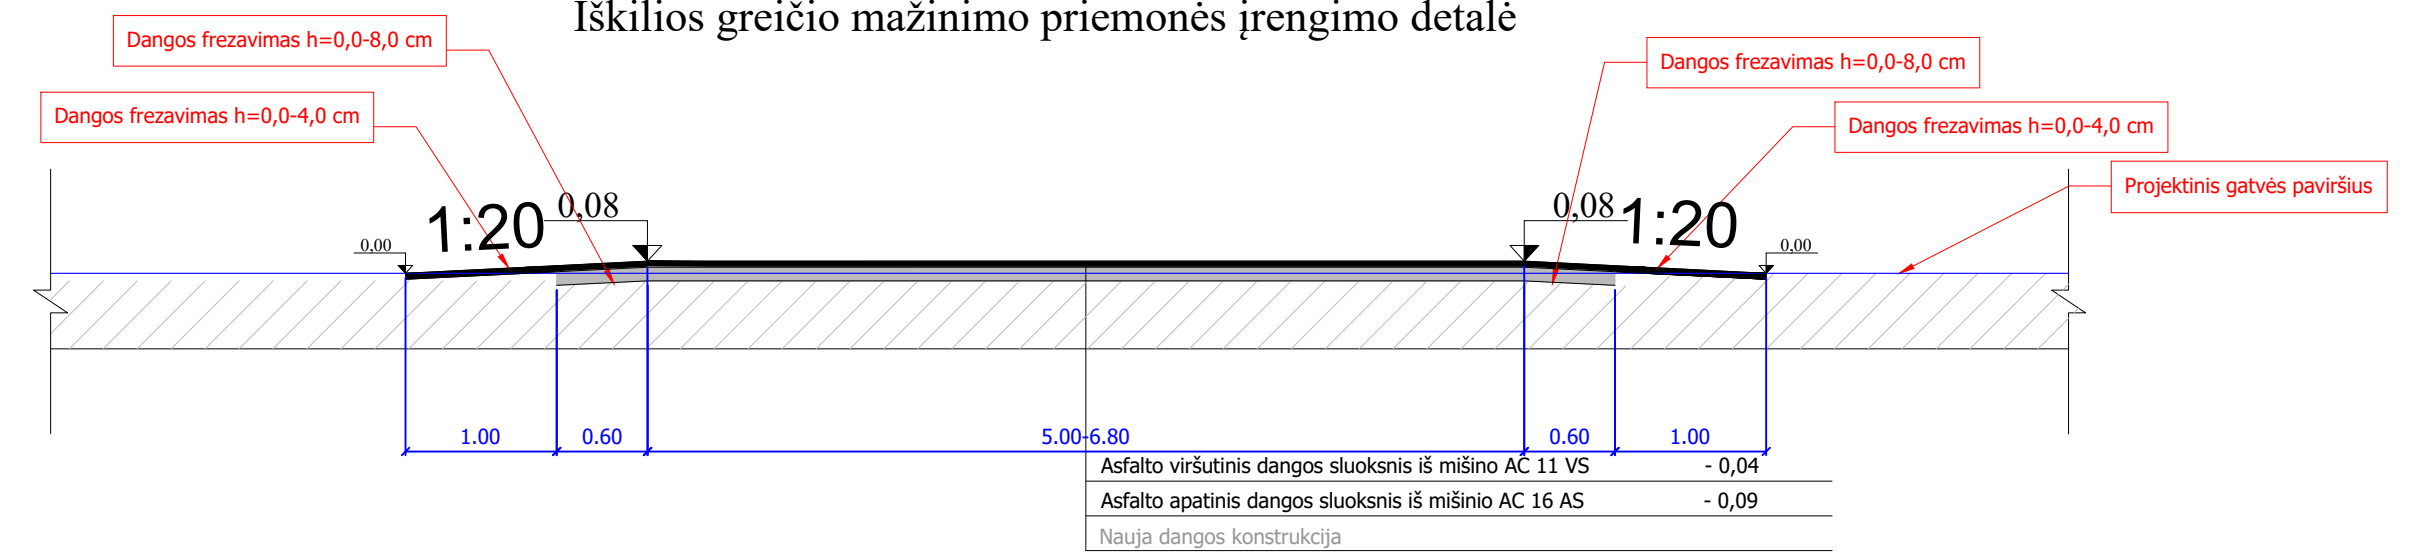 Iškilios greičio mažinimo priemonės įrengimo detalė
Dangos frezavimas h=0,0-8,0 cm
Dangos frezavimas h=0,0-8,0 cm
Dangos frezavimas h=0,0-4,0 cm
Dangos frezavimas h=0,0-4,0 cm
Projektinis gatvės paviršius
0,00
1:20
0,08
0,08
1:20
0,00
1.00
0.60
5.00-6.80
0.60
1.00
Asfalto viršutinis dangos sluoksnis iš mišino AC 11 VS - 0,04
Asfalto apatinis dangos sluoksnis iš mišinio AC 16 AS - 0,09
Nauja dangos konstrukcija